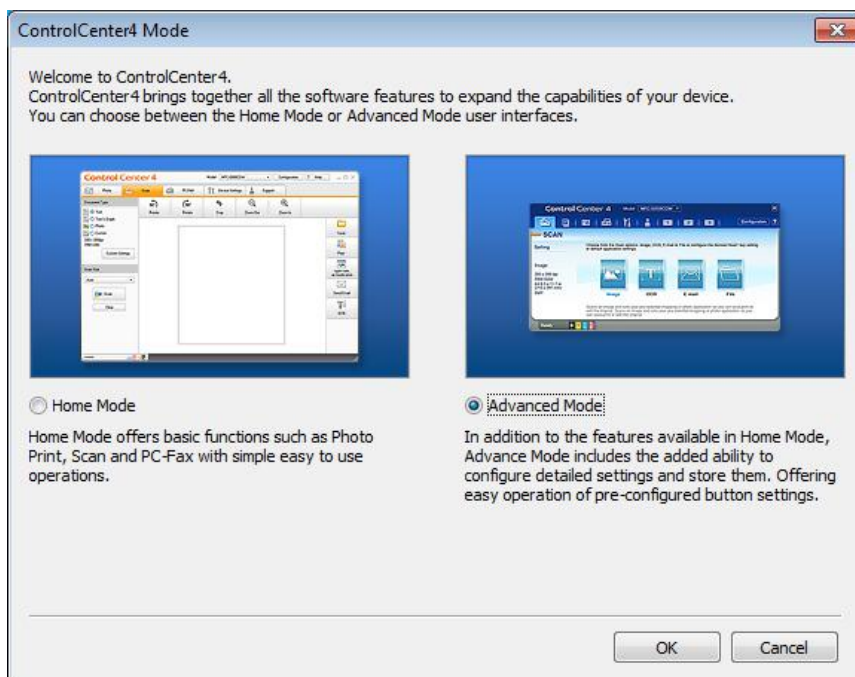 ControlCenter4 Mode
Welcome to ControlCenter4.
ControlCenter4 brings together all the software features to expand the capabilities of your device.
You can choose between the Home Mode or Advanced Mode user interfaces.
Control Center 4
Control Center 4
SCAN
Image
OCR
E-mail
File
Home Mode
Advanced Mode
Home Mode offers basic functions such as Photo
Print, Scan and PC-Fax with simple easy to use
operations.
In addition to the features available in Home Mode,
Advance Mode includes the added ability to
configure detailed settings and store them. Offering
easy operation of pre-configured button settings.
OK
Cancel